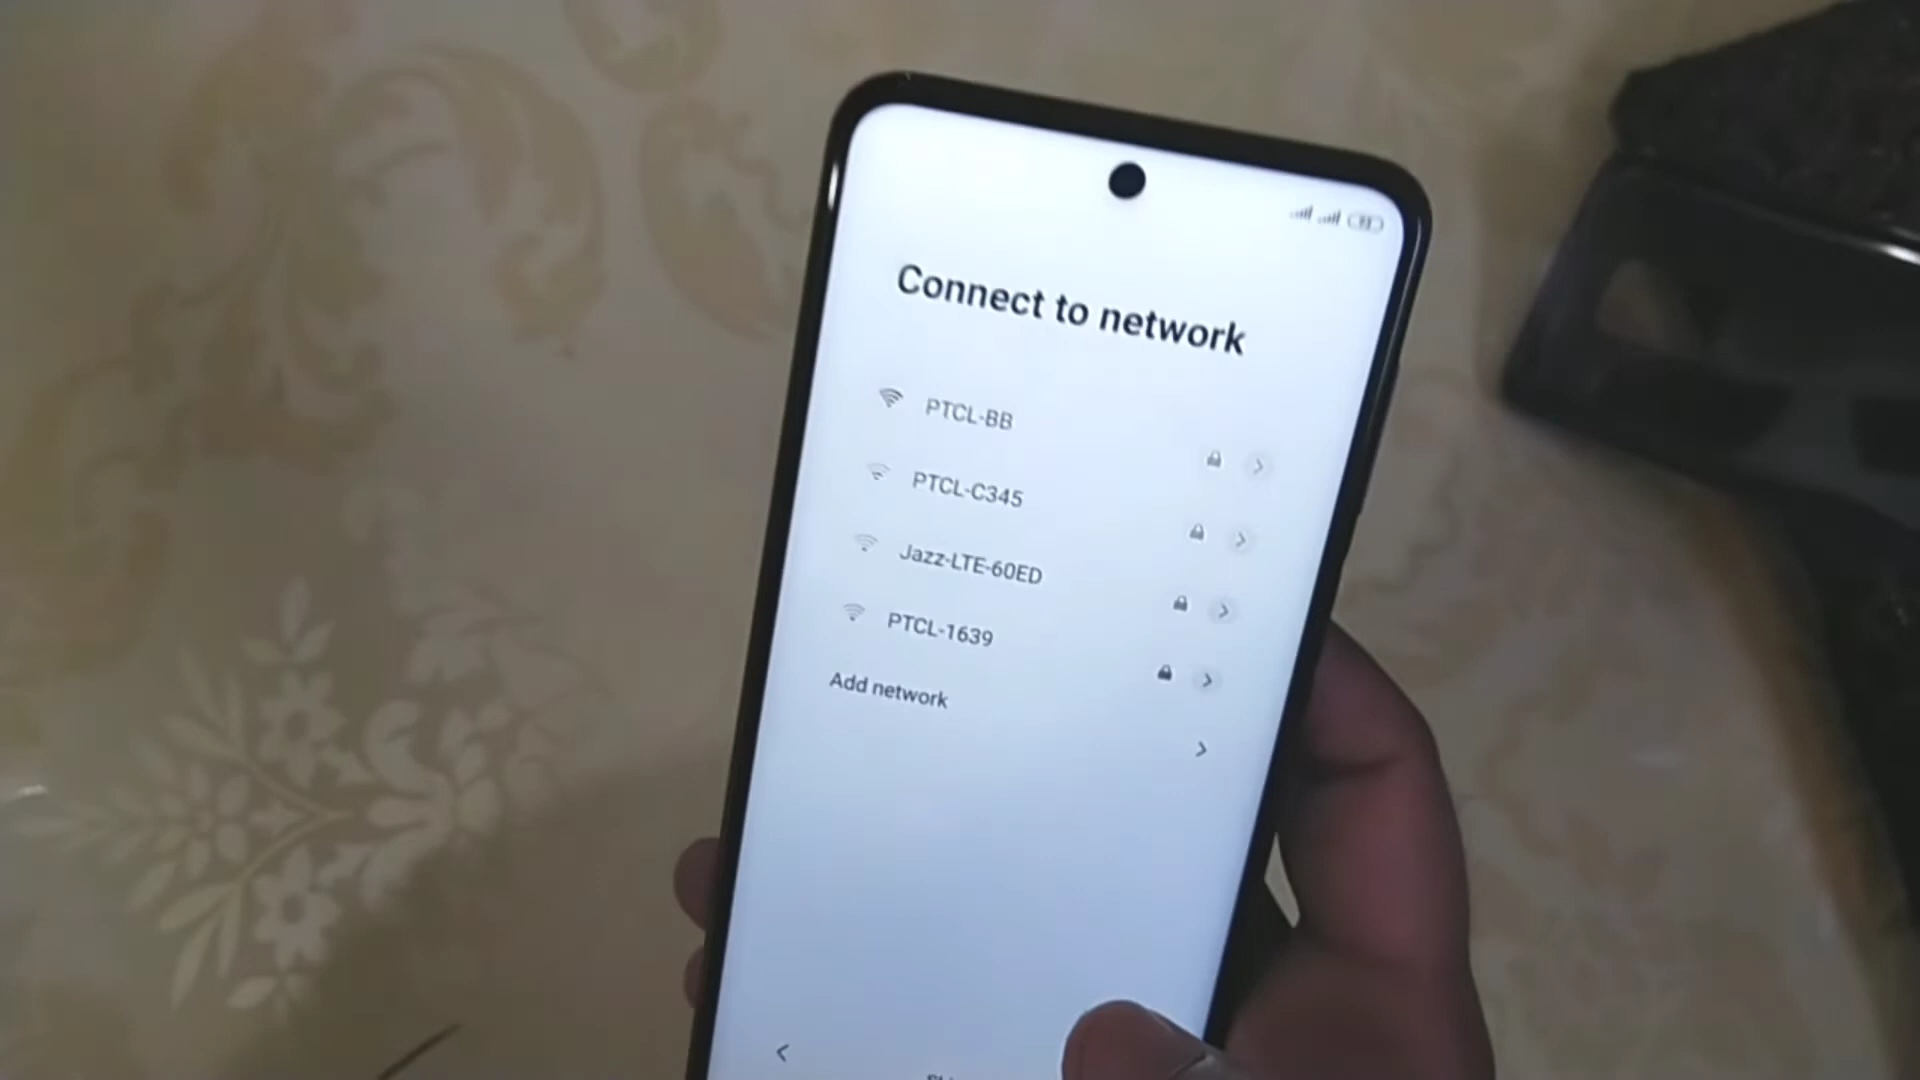 Connect to network
PTCL-BB
PTCL-C345
Jazz-LTE-60ED
PTCL-1639
Add network